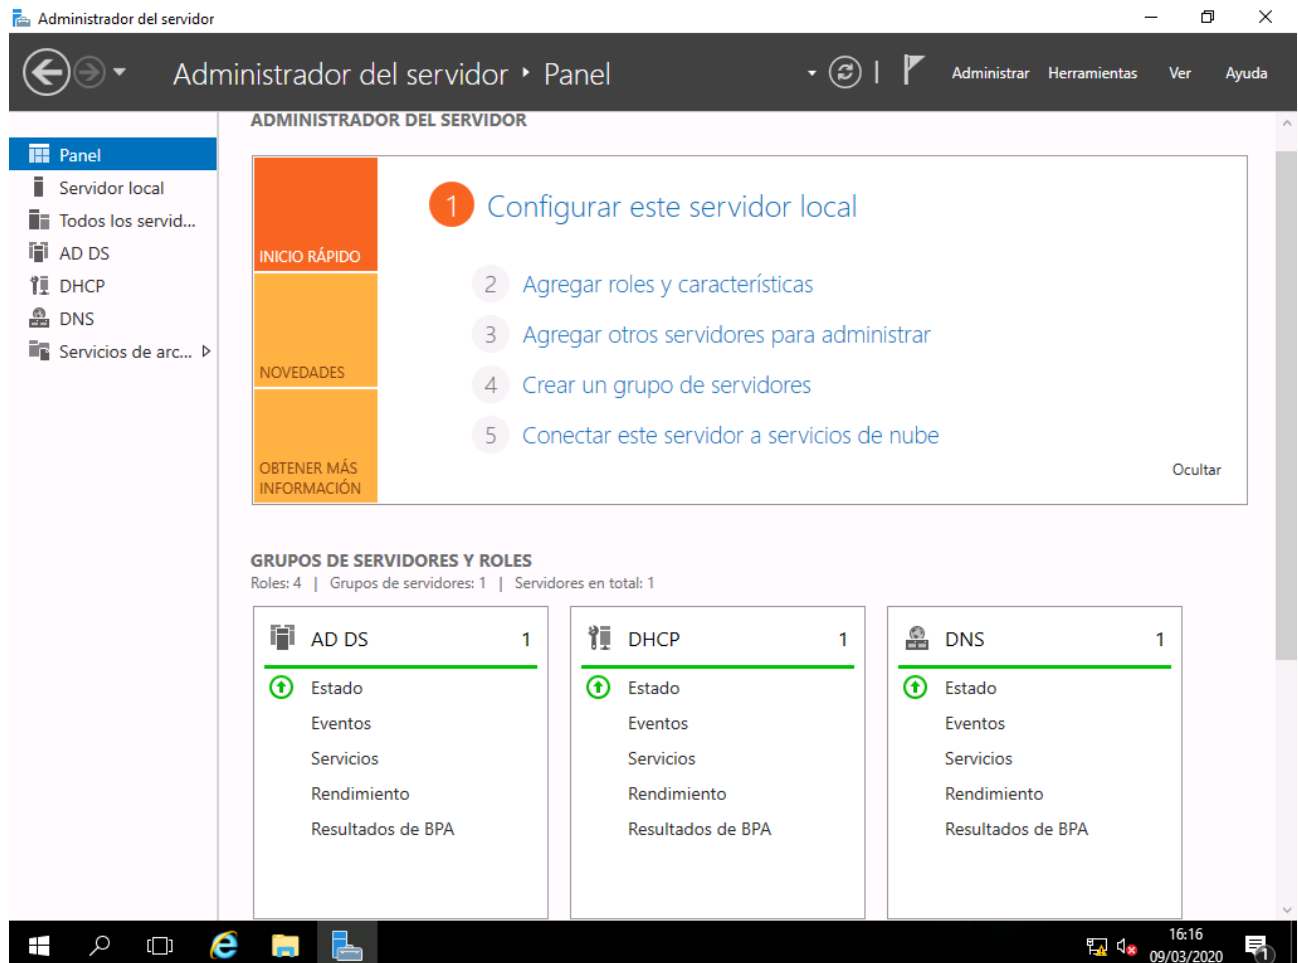 Administrador del servidor
Administrador del servidor ‣ Panel
Administrar Herramientas Ver Ayuda
ADMINISTRADOR DEL SERVIDOR
Panel
Servidor local
Todos los servid...
AD DS
DHCP
DNS
Servicios de arc...
INICIO RÁPIDO
NOVEDADES
OBTENER MÁS
INFORMACIÓN
1 Configurar este servidor local
2 Agregar roles y características
3 Agregar otros servidores para administrar
4 Crear un grupo de servidores
5 Conectar este servidor a servicios de nube
Ocultar
GRUPOS DE SERVIDORES Y ROLES
Roles: 4 | Grupos de servidores: 1 | Servidores en total: 1
AD DS 1
Estado
Eventos
Servicios
Rendimiento
Resultados de BPA
DHCP 1
Estado
Eventos
Servicios
Rendimiento
Resultados de BPA
DNS 1
Estado
Eventos
Servicios
Rendimiento
Resultados de BPA
16:16
09/03/2020
1